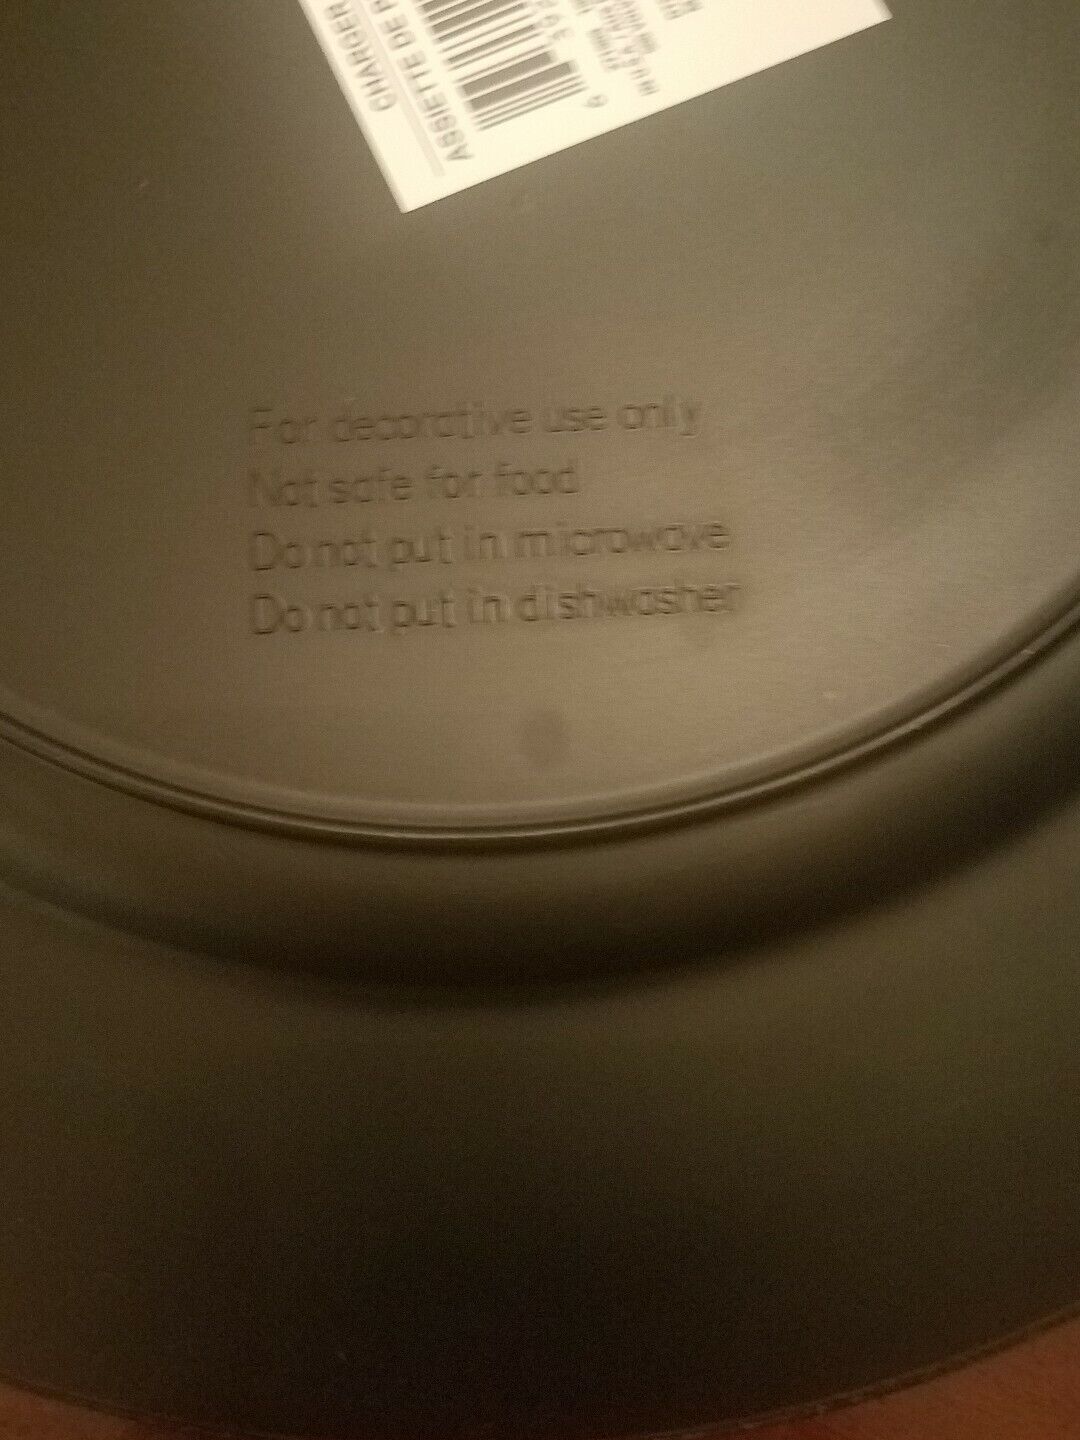 CHARGER
ASSIETTE DE
For decorative use only
Not safe for food
Do not put in microwave
Do not put in dishwasher